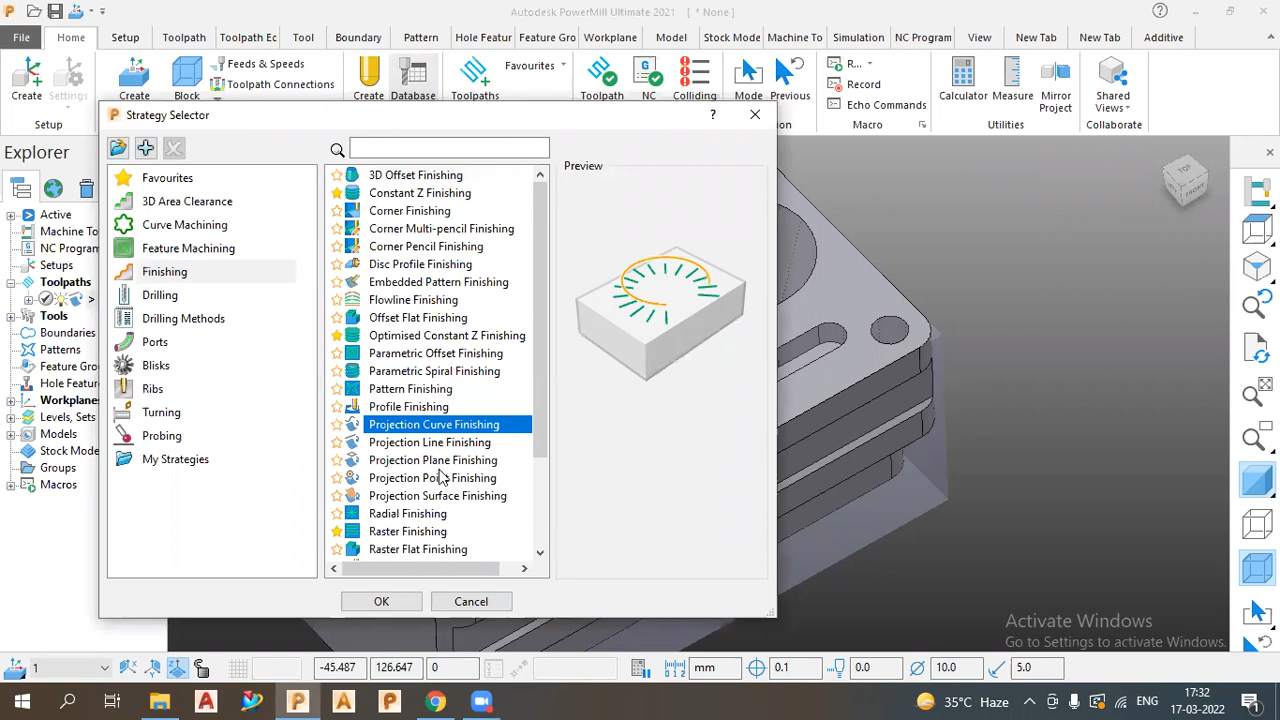 Autodesk PowerMill Ultimate 2021 [ * None ]
File Home Setup Toolpath Toolpath Ec Tool Boundary Pattern Hole Featur Feature Gro Workplane Model Stock Mode Machine To Simulation NC Program View New Tab New Tab Additive
Feeds & Speeds
Toolpath Connections
Favourites
R...
Record
Echo Commands
Create Settings Create Block Create Database Toolpaths Toolpath NC Colliding Mode Previous Calculator Measure Mirror Project Shared Views
Setup Macro Utilities Collaborate
Explorer
Active
Machine To
NC Program
Setups
Toolpaths
>
Tools
Boundaries
Patterns
Feature Gro
Workplane
Levels, Sets
Models
Stock Mode
Groups
Macros
Strategy Selector
?
Favourites
3D Area Clearance
Curve Machining
Feature Machining
Finishing
Drilling
Drilling Methods
Ports
Blisks
Ribs
Turning
Probing
My Strategies
3D Offset Finishing
Constant Z Finishing
Corner Finishing
Corner Multi-pencil Finishing
Corner Pencil Finishing
Disc Profile Finishing
Embedded Pattern Finishing
Flowline Finishing
Offset Flat Finishing
Optimised Constant Z Finishing
Parametric Offset Finishing
Parametric Spiral Finishing
Pattern Finishing
Profile Finishing
Projection Curve Finishing
Projection Line Finishing
Projection Plane Finishing
Projection Point Finishing
Projection Surface Finishing
Radial Finishing
Raster Finishing
Raster Flat Finishing
Preview
OK Cancel
TOP
FRONT
Activate Windows
Go to Settings to activate Windows.
1 -45.487 126.647 0 mm 0.1 0.0 10.0 5.0
35°C Haze ENG 17:32
17-03-2022